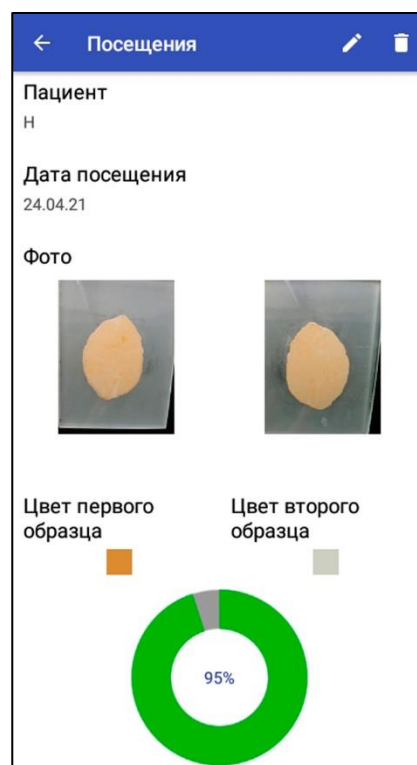 Посещения
Пациент
Н
Дата посещения
24.04.21
Фото
Цвет первого
образца
Цвет второго
образца
95%